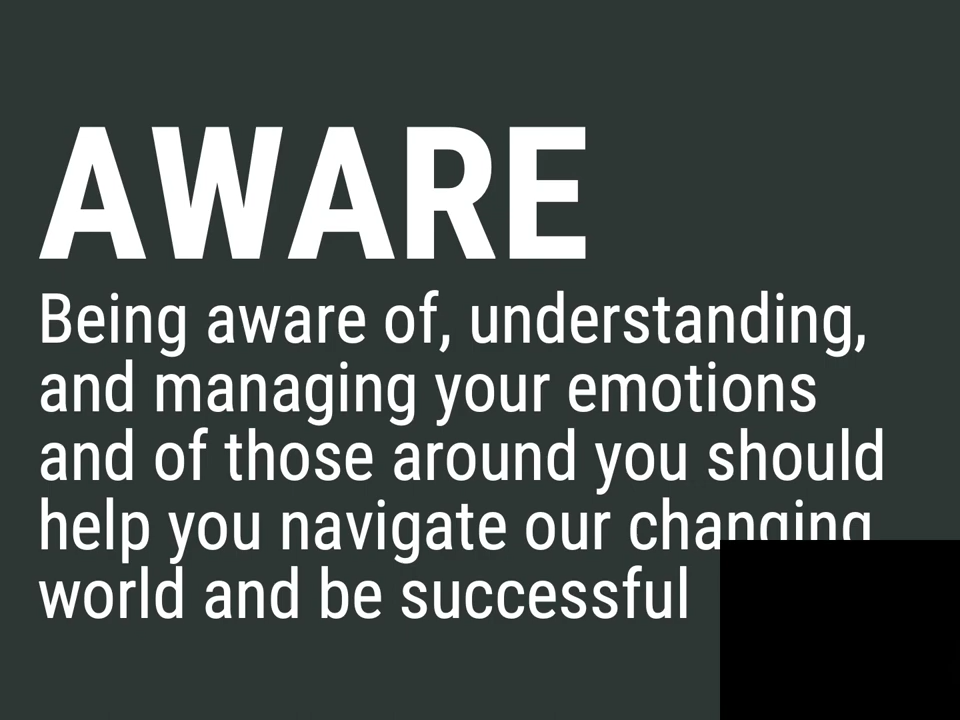 AWARE
Being aware of, understanding,
and managing your emotions
and of those around you should
help you navigate our changing
world and be successful